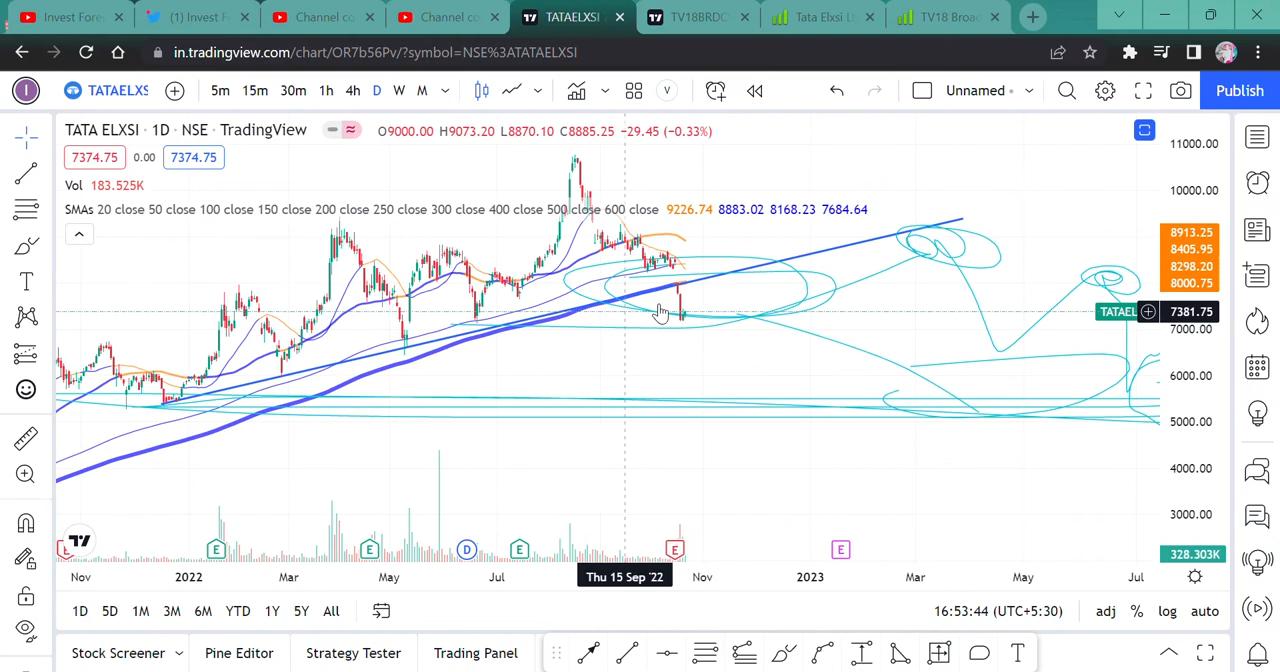 Invest Fore
(1) Invest F
Channel co
Channel co
TATAELXSI
TV18BRDC
Tata Elxsi L
TV18 Broa
in.tradingview.com/chart/OR7b56Pv/?symbol=NSE%3ATATAELXSI
I TATAELXS 5m 15m 30m 1h 4h D W M V Unnamed Publish
TATA ELXSI · 1D · NSE · TradingView O9000.00 H9073.20 L8870.10 C8885.25 −29.45 (−0.33%)
7374.75 0.00 7374.75
Vol 183.525K
SMAs 20 close 50 close 100 close 150 close 200 close 250 close 300 close 400 close 500 close 600 close 9226.74 8883.02 8168.23 7684.64
11000.00
10000.00
8913.25
8405.95
8298.20
8000.75
TATAEL 7381.75
7000.00
6000.00
5000.00
4000.00
3000.00
328.303K
E E E D E E E
Nov 2022 Mar May Jul Thu 15 Sep '22 Nov 2023 Mar May Jul
1D 5D 1M 3M 6M YTD 1Y 5Y All 16:53:44 (UTC+5:30) adj % log auto
Stock Screener Pine Editor Strategy Tester Trading Panel